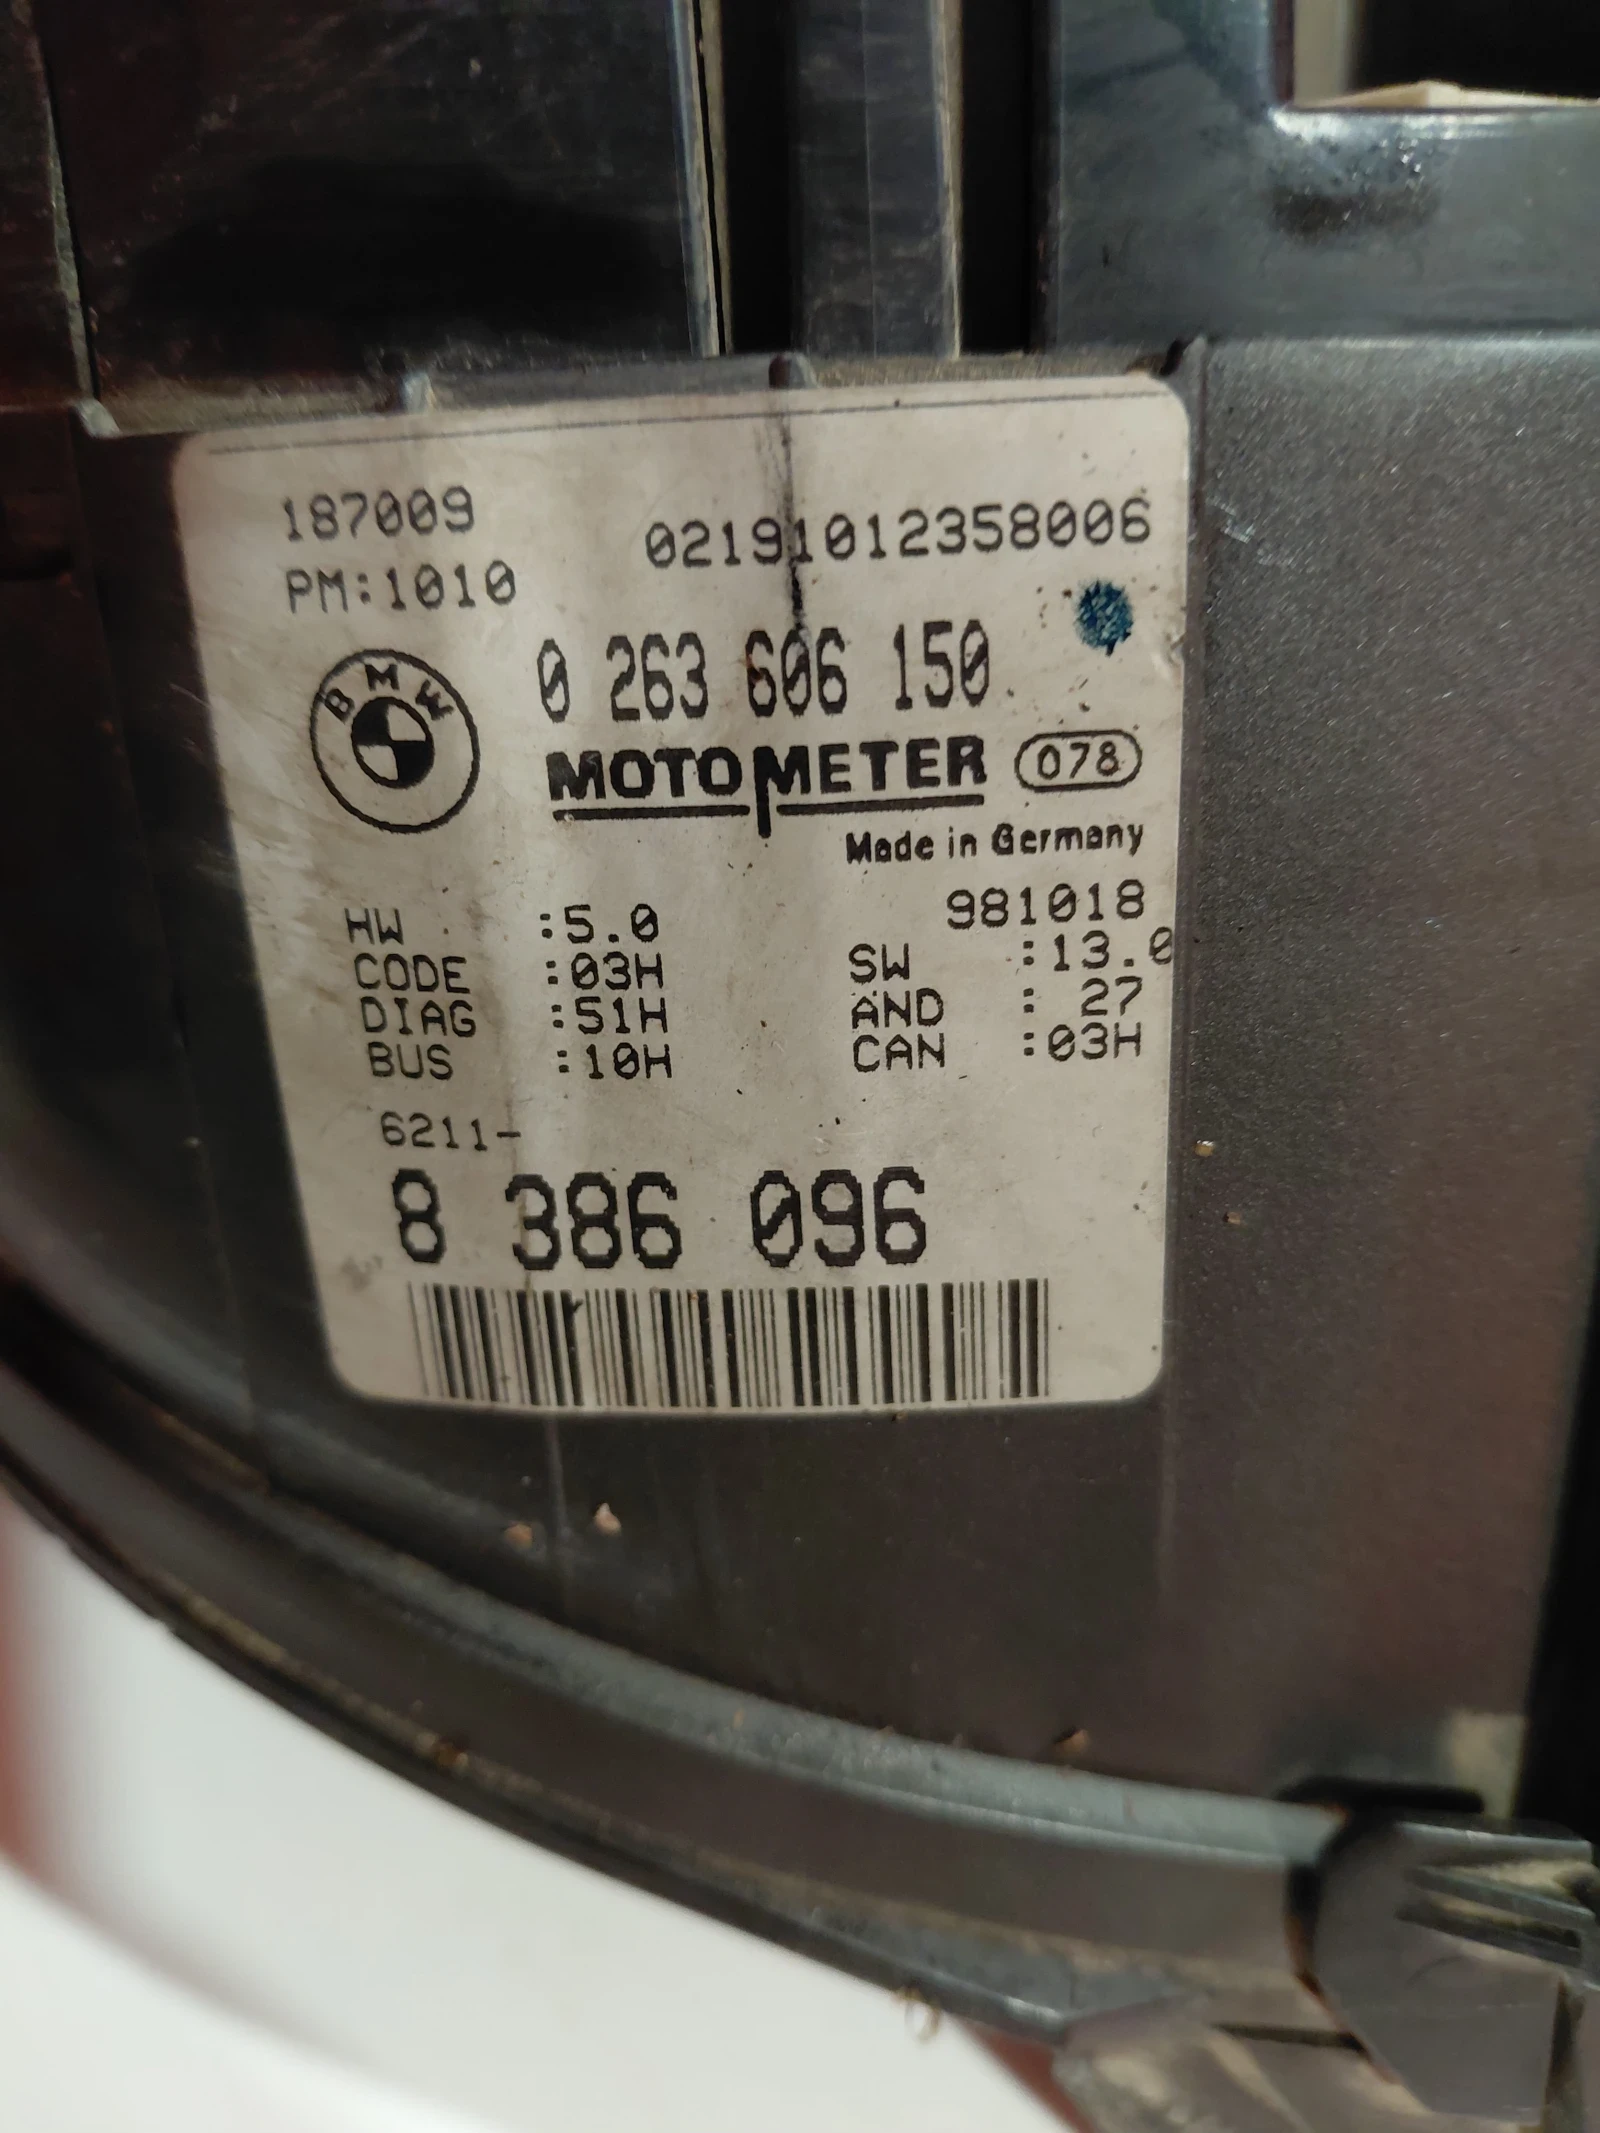 187009
02191012358006
PM:1010
BMW
0 263 606 150
MOTOMETER 078
Made in Germany
981018
HW :5.0
SW :13.0
CODE :03H
AND : 27
DIAG :51H
CAN :03H
BUS :10H
6211-
8 386 096